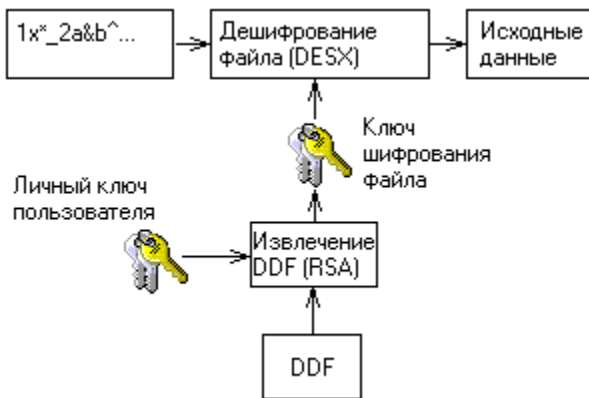 1x*_2a&b^...
Дешифрование
файла (DESX)
Исходные
данные
Ключ
шифрования
файла
Личный ключ
пользователя
Извлечение
DDF (RSA)
DDF